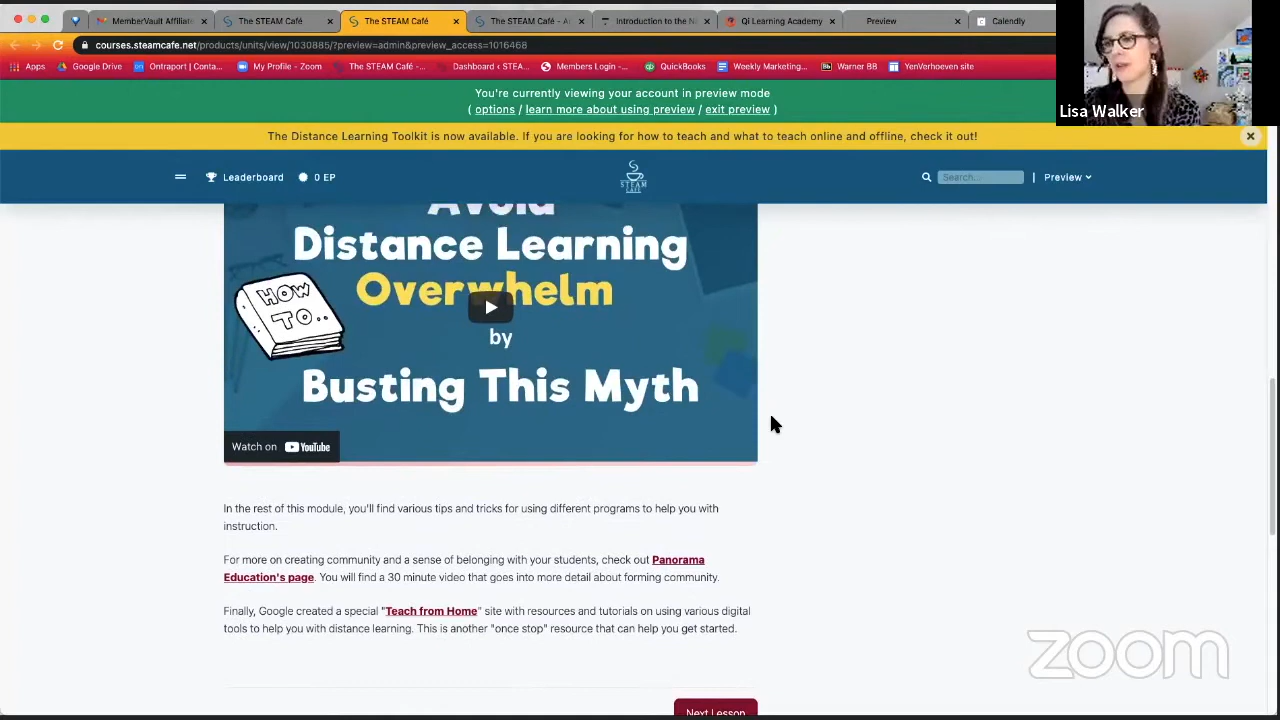 MemberVault Affiliate
The STEAM Café
The STEAM Café
The STEAM Café - A
Introduction to the Ni
Qi Learning Academy
Preview
Calendly
courses.steamcafe.net/products/units/view/1030885/?preview=admin&preview_access=1016468
Apps
Google Drive
Ontraport | Conta...
My Profile - Zoom
The STEAM Café -...
Dashboard ‹ STEA...
Members Login -...
QuickBooks
Weekly Marketing...
Warner BB
YenVerhoeven site
Lisa Walker
You're currently viewing your account in preview mode
( options / learn more about using preview / exit preview )
The Distance Learning Toolkit is now available. If you are looking for how to teach and what to teach online and offline, check it out!
Leaderboard
0 EP
STEAM
CAFE
Search...
| Preview
Avoid
Distance Learning
Overwhelm
HOW
TO..
by
Busting This Myth
Watch on YouTube
In the rest of this module, you'll find various tips and tricks for using different programs to help you with
instruction.
For more on creating community and a sense of belonging with your students, check out Panorama
Education's page. You will find a 30 minute video that goes into more detail about forming community.
Finally, Google created a special "Teach from Home" site with resources and tutorials on using various digital
tools to help you with distance learning. This is another "once stop" resource that can help you get started.
zoom
Next Lesson